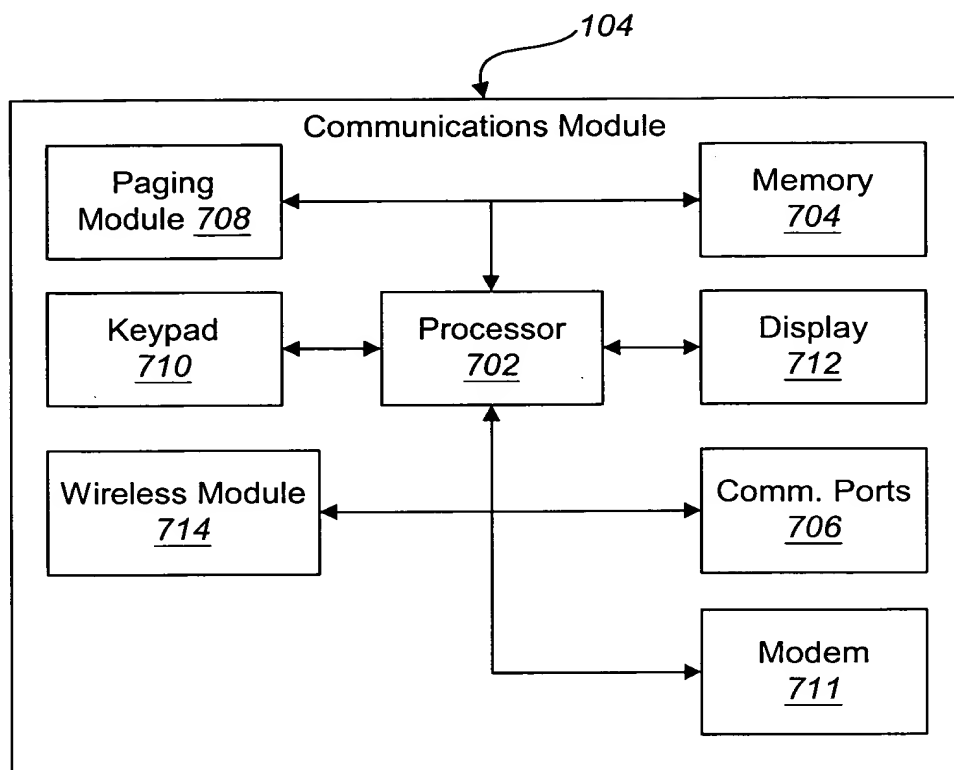 104
Communications Module
Paging
Module 708
Memory
704
Keypad
710
Processor
702
Display
712
Wireless Module
714
Comm. Ports
706
Modem
711